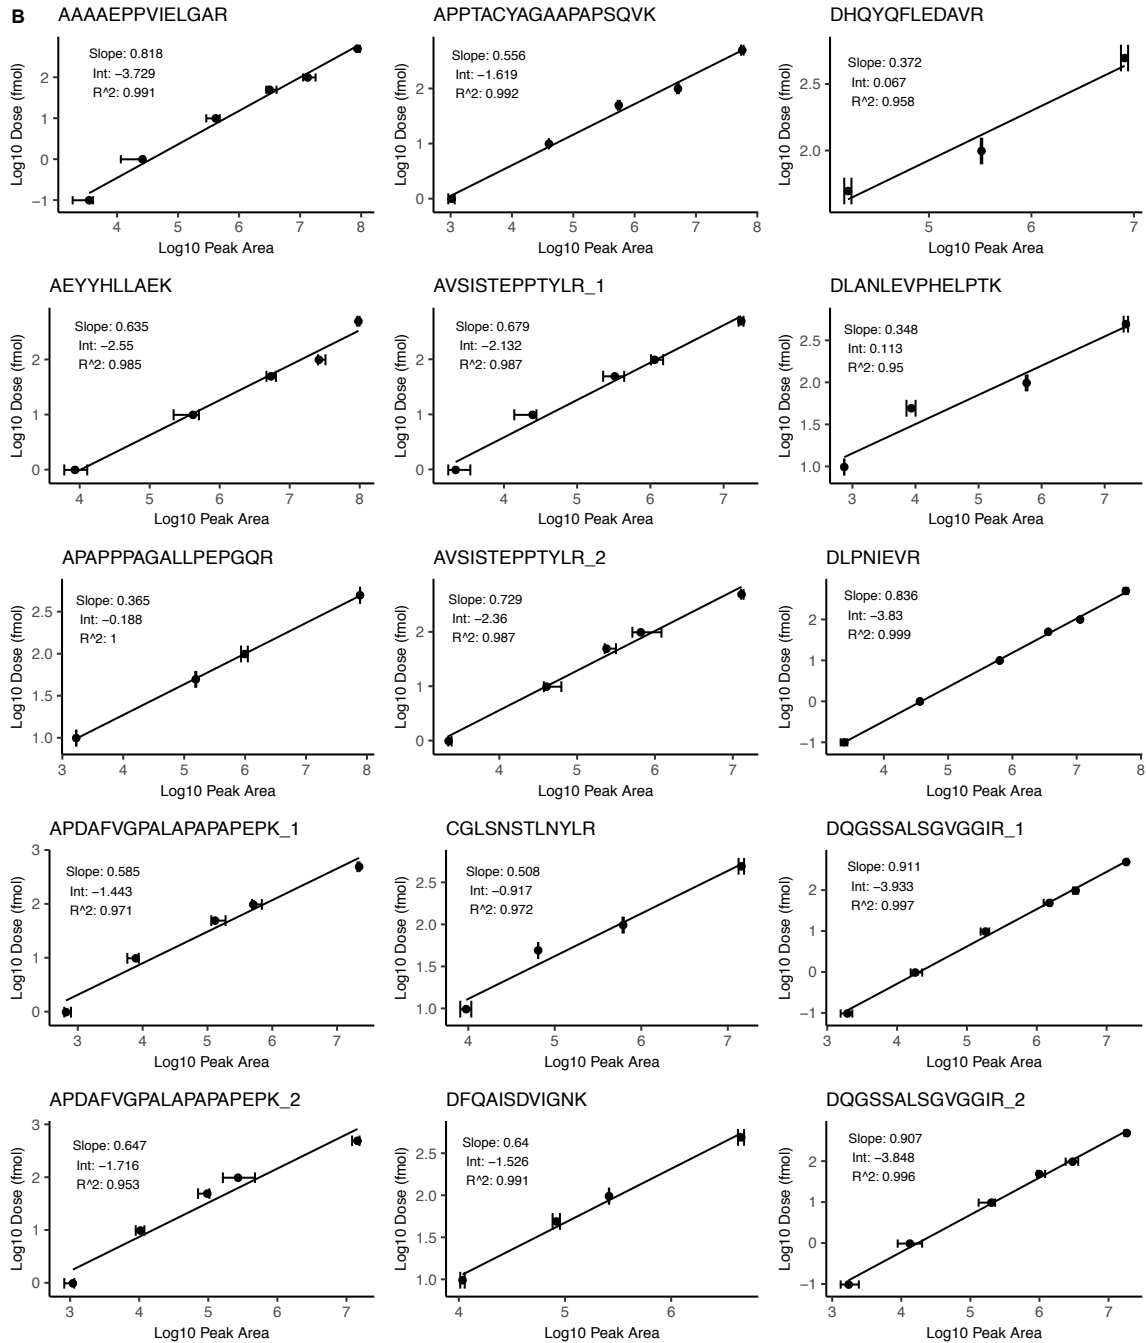 B
AAAAEPPVIELGAR
Slope: 0.818
Int: −3.729
R^2: 0.991
Log10 Dose (fmol)
2
1
0
−1
4 5 6 7 8
Log10 Peak Area
APPTACYAGAAPAPSQVK
Slope: 0.556
Int: −1.619
R^2: 0.992
Log10 Dose (fmol)
2
1
0
3 4 5 6 7 8
Log10 Peak Area
DHQYQFLEDAVR
Slope: 0.372
Int: 0.067
R^2: 0.958
Log10 Dose (fmol)
2.5
2.0
5 6 7
Log10 Peak Area
AEYYHLLAEK
Slope: 0.635
Int: −2.55
R^2: 0.985
Log10 Dose (fmol)
2
1
0
4 5 6 7 8
Log10 Peak Area
AVSISTEPPTYLR_1
Slope: 0.679
Int: −2.132
R^2: 0.987
Log10 Dose (fmol)
2
1
0
4 5 6 7
Log10 Peak Area
DLANLEVPHELPTK
Slope: 0.348
Int: 0.113
R^2: 0.95
Log10 Dose (fmol)
2.5
2.0
1.5
1.0
3 4 5 6 7
Log10 Peak Area
APAPPPAGALLPEPGQR
Slope: 0.365
Int: −0.188
R^2: 1
Log10 Dose (fmol)
2.5
2.0
1.5
1.0
3 4 5 6 7 8
Log10 Peak Area
AVSISTEPPTYLR_2
Slope: 0.729
Int: −2.36
R^2: 0.987
Log10 Dose (fmol)
2
1
0
4 5 6 7
Log10 Peak Area
DLPNIEVR
Slope: 0.836
Int: −3.83
R^2: 0.999
Log10 Dose (fmol)
2
1
0
−1
4 5 6 7 8
Log10 Peak Area
APDAFVGPALAPAPAPEPK_1
Slope: 0.585
Int: −1.443
R^2: 0.971
Log10 Dose (fmol)
3
2
1
0
3 4 5 6 7
Log10 Peak Area
CGLSNSTLNYLR
Slope: 0.508
Int: −0.917
R^2: 0.972
Log10 Dose (fmol)
2.5
2.0
1.5
1.0
4 5 6 7
Log10 Peak Area
DQGSSALSGVGGIR_1
Slope: 0.911
Int: −3.933
R^2: 0.997
Log10 Dose (fmol)
2
1
0
−1
3 4 5 6 7
Log10 Peak Area
APDAFVGPALAPAPAPEPK_2
Slope: 0.647
Int: −1.716
R^2: 0.953
Log10 Dose (fmol)
3
2
1
0
3 4 5 6 7
Log10 Peak Area
DFQAISDVIGNK
Slope: 0.64
Int: −1.526
R^2: 0.991
Log10 Dose (fmol)
2.5
2.0
1.5
1.0
4 5 6
Log10 Peak Area
DQGSSALSGVGGIR_2
Slope: 0.907
Int: −3.848
R^2: 0.996
Log10 Dose (fmol)
2
1
0
−1
3 4 5 6 7
Log10 Peak Area